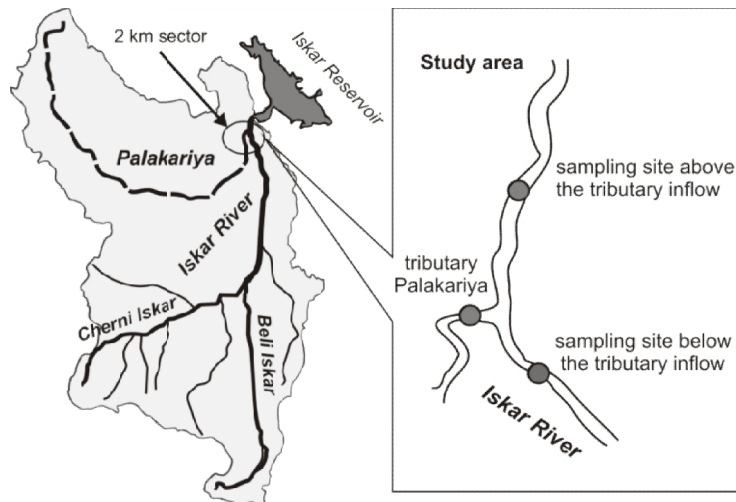 2 km sector
Iskar Reservoir
Palakariya
Iskar River
Cherni Iskar
Beli Iskar
Study area
sampling site above
the tributary inflow
tributary
Palakariya
sampling site below
the tributary inflow
Iskar River